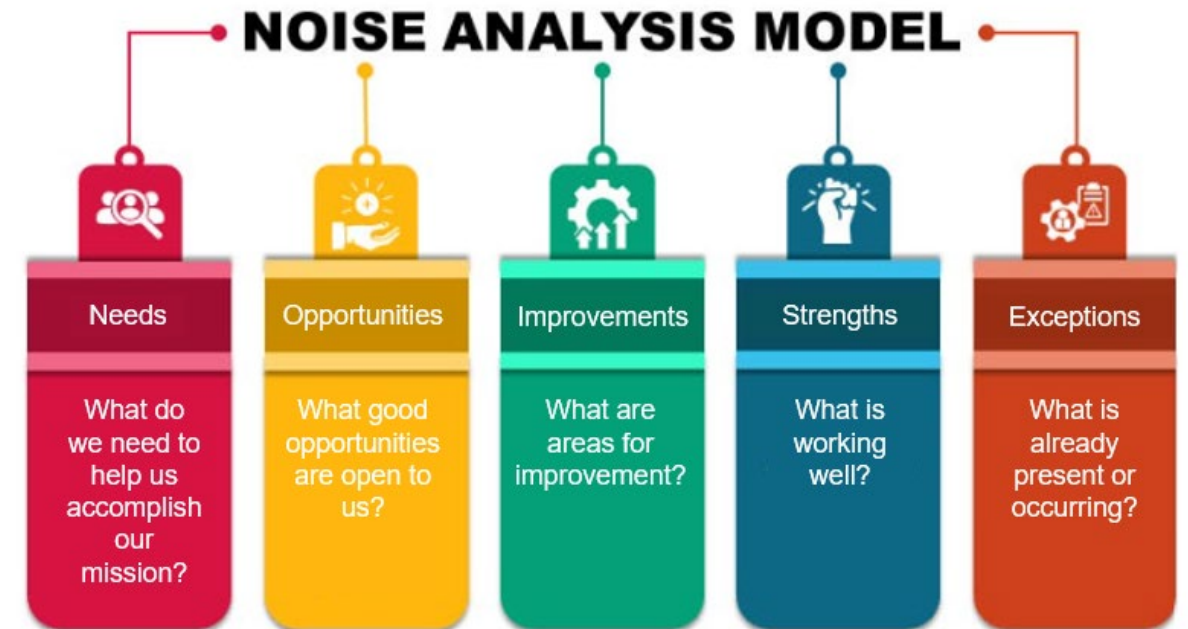 NOISE ANALYSIS MODEL
Needs
What do
we need to
help us
accomplish
our
mission?
Opportunities
What good
opportunities
are open to
us?
Improvements
What are
areas for
improvement?
Strengths
What is
working
well?
Exceptions
What is
already
present or
occurring?